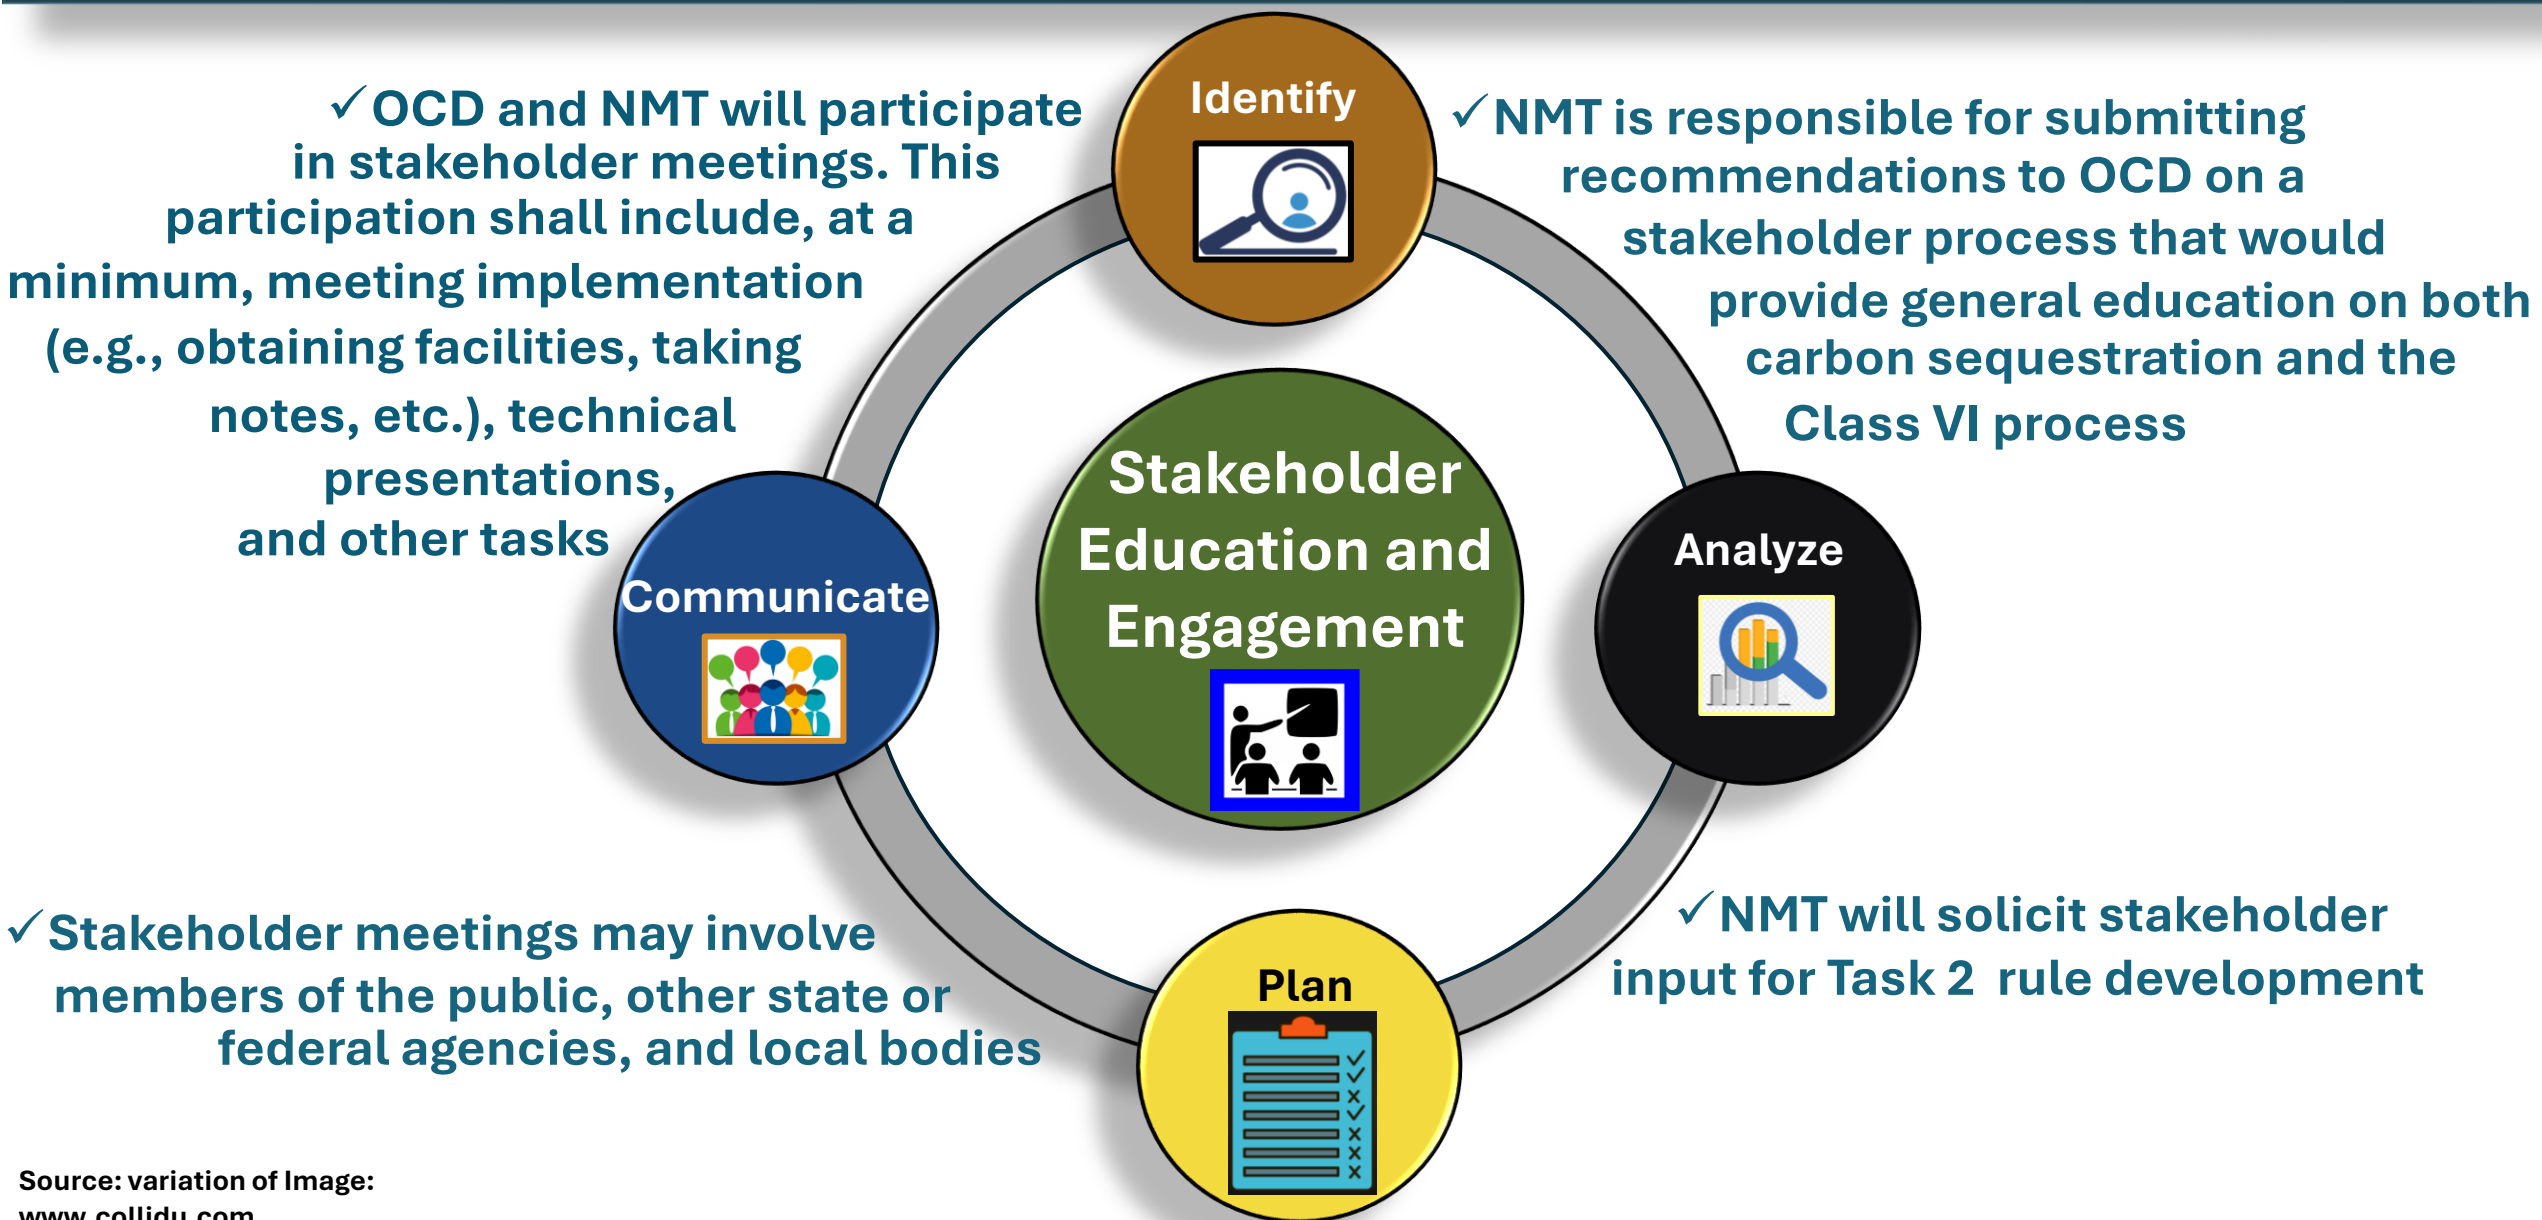 Identify
✓OCD and NMT will participate
in stakeholder meetings. This
participation shall include, at a
minimum, meeting implementation
(e.g., obtaining facilities, taking
notes, etc.), technical
presentations,
and other tasks
✓NMT is responsible for submitting
recommendations to OCD on a
stakeholder process that would
provide general education on both
carbon sequestration and the
Class VI process
Stakeholder
Education and
Engagement
Analyze
Communicate
✓Stakeholder meetings may involve
members of the public, other state or
federal agencies, and local bodies
✓NMT will solicit stakeholder
input for Task 2 rule development
Plan
Source: variation of Image:
www.collidu.com